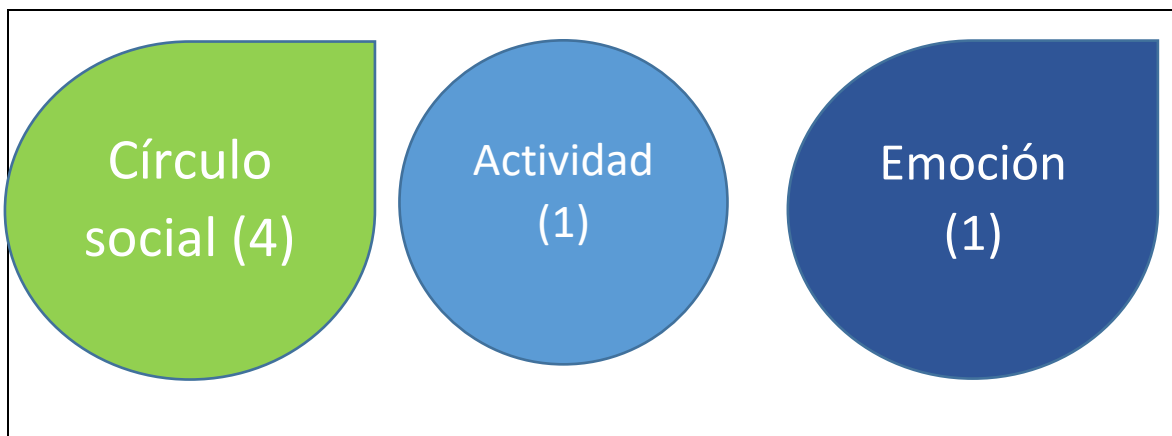 Círculo
social (4)
Actividad
(1)
Emoción
(1)